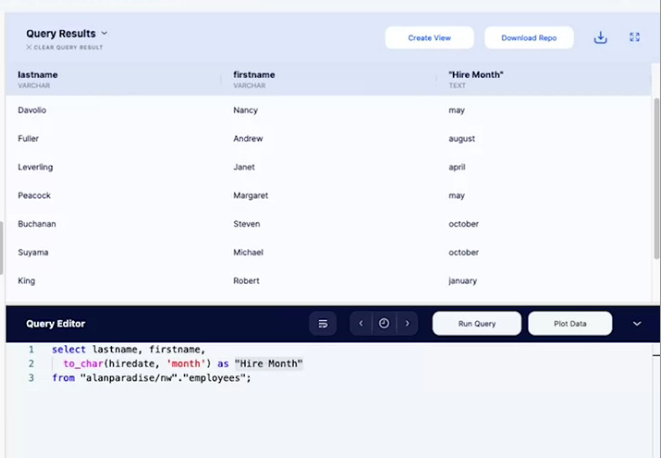 Query Results
CLEAR QUERY RESULT
Create View
Download Repo
lastname firstname "Hire Month"
VARCHAR VARCHAR TEXT
Davolio Nancy may
Fuller Andrew august
Leverling Janet april
Peacock Margaret may
Buchanan Steven october
Suyama Michael october
King Robert january
Query Editor
Run Query
Plot Data
1 select lastname, firstname,
2 to_char(hiredate, 'month') as "Hire Month"
3 from "alanparadise/nw"."employees";